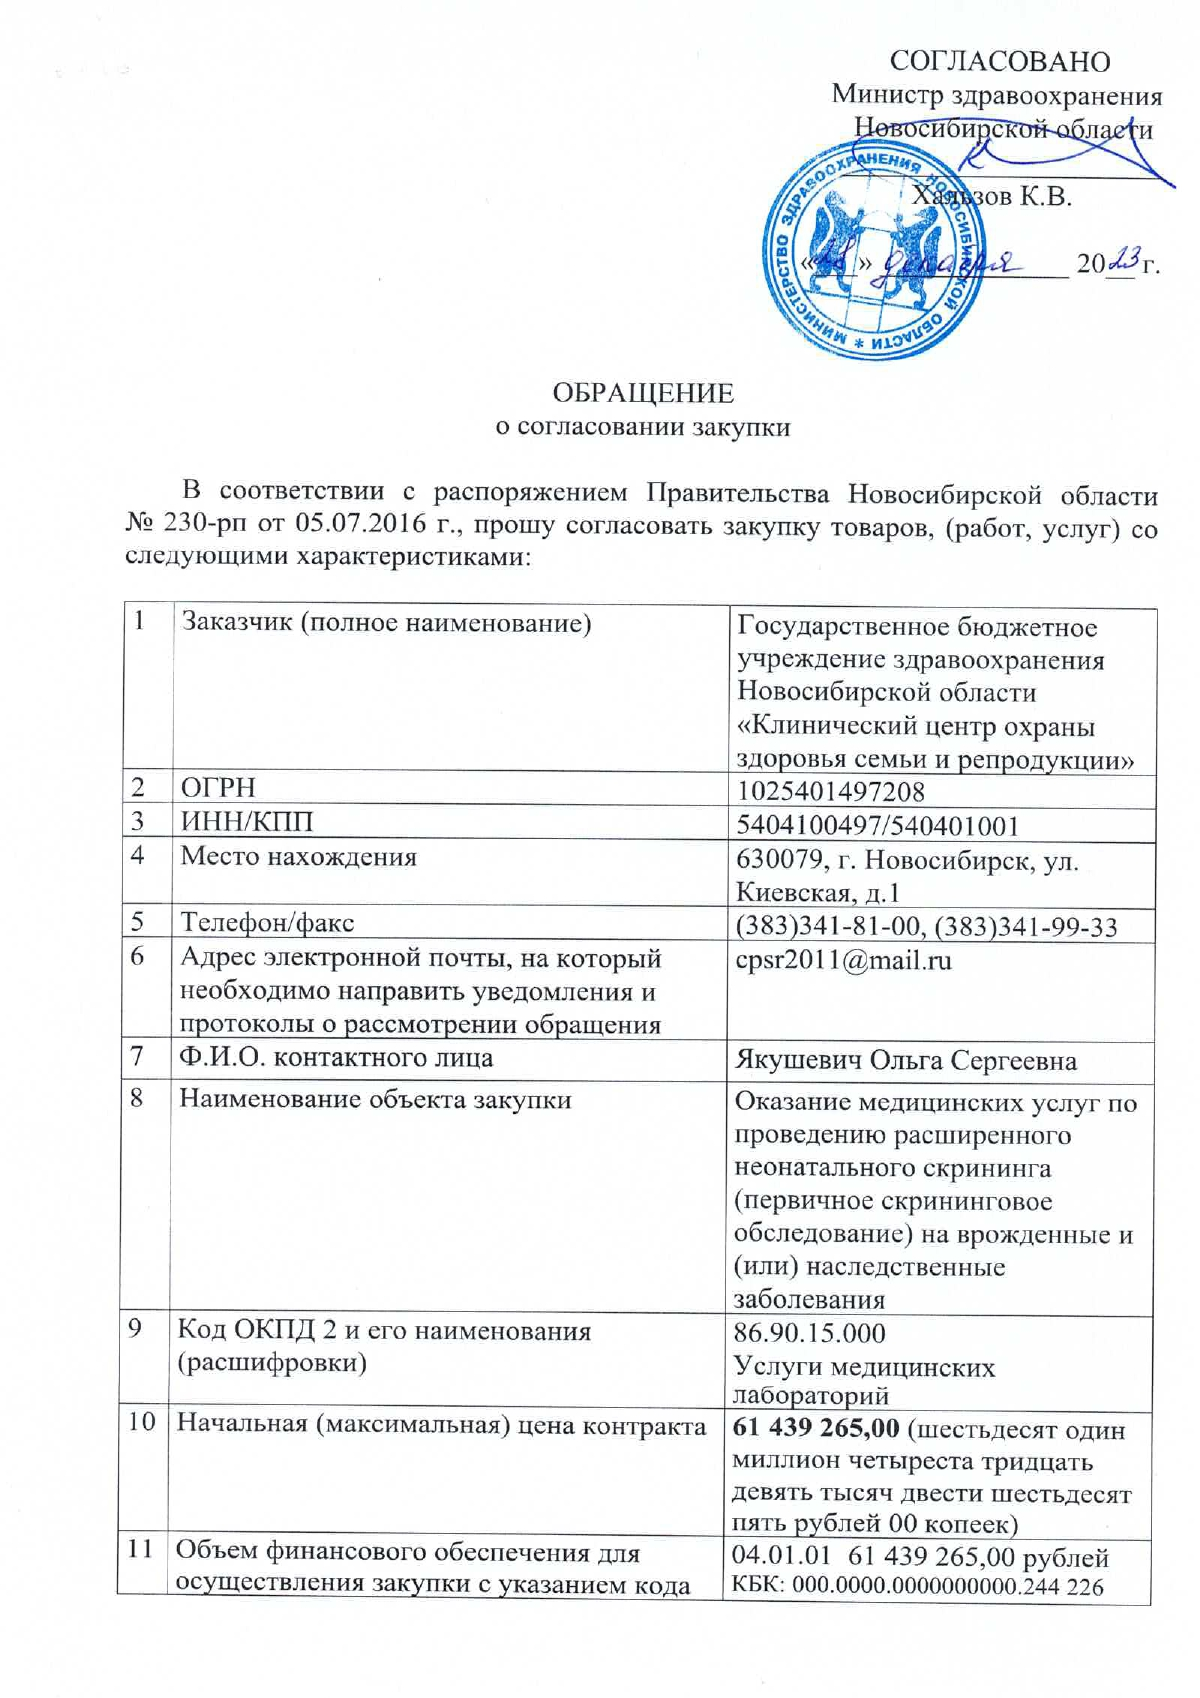 СОГЛАСОВАНО
Министр здравоохранения
Новосибирской области
Хальзов К.В.
«28» декабря 2023 г.
МИНИСТЕРСТВО ЗДРАВООХРАНЕНИЯ НОВОСИБИРСКОЙ ОБЛАСТИ *
ОБРАЩЕНИЕ
о согласовании закупки
В соответствии с распоряжением Правительства Новосибирской области
№ 230-рп от 05.07.2016 г., прошу согласовать закупку товаров, (работ, услуг) со
следующими характеристиками:
1 Заказчик (полное наименование) Государственное бюджетное
учреждение здравоохранения
Новосибирской области
«Клинический центр охраны
здоровья семьи и репродукции»
2 ОГРН 1025401497208
3 ИНН/КПП 5404100497/540401001
4 Место нахождения 630079, г. Новосибирск, ул.
Киевская, д.1
5 Телефон/факс (383)341-81-00, (383)341-99-33
6 Адрес электронной почты, на который cpsr2011@mail.ru
необходимо направить уведомления и
протоколы о рассмотрении обращения
7 Ф.И.О. контактного лица Якушевич Ольга Сергеевна
8 Наименование объекта закупки Оказание медицинских услуг по
проведению расширенного
неонатального скрининга
(первичное скрининговое
обследование) на врожденные и
(или) наследственные
заболевания
9 Код ОКПД 2 и его наименования 86.90.15.000
(расшифровки) Услуги медицинских
лабораторий
10 Начальная (максимальная) цена контракта 61 439 265,00 (шестьдесят один
миллион четыреста тридцать
девять тысяч двести шестьдесят
пять рублей 00 копеек)
11 Объем финансового обеспечения для 04.01.01 61 439 265,00 рублей
осуществления закупки с указанием кода КБК: 000.0000.0000000000.244 226